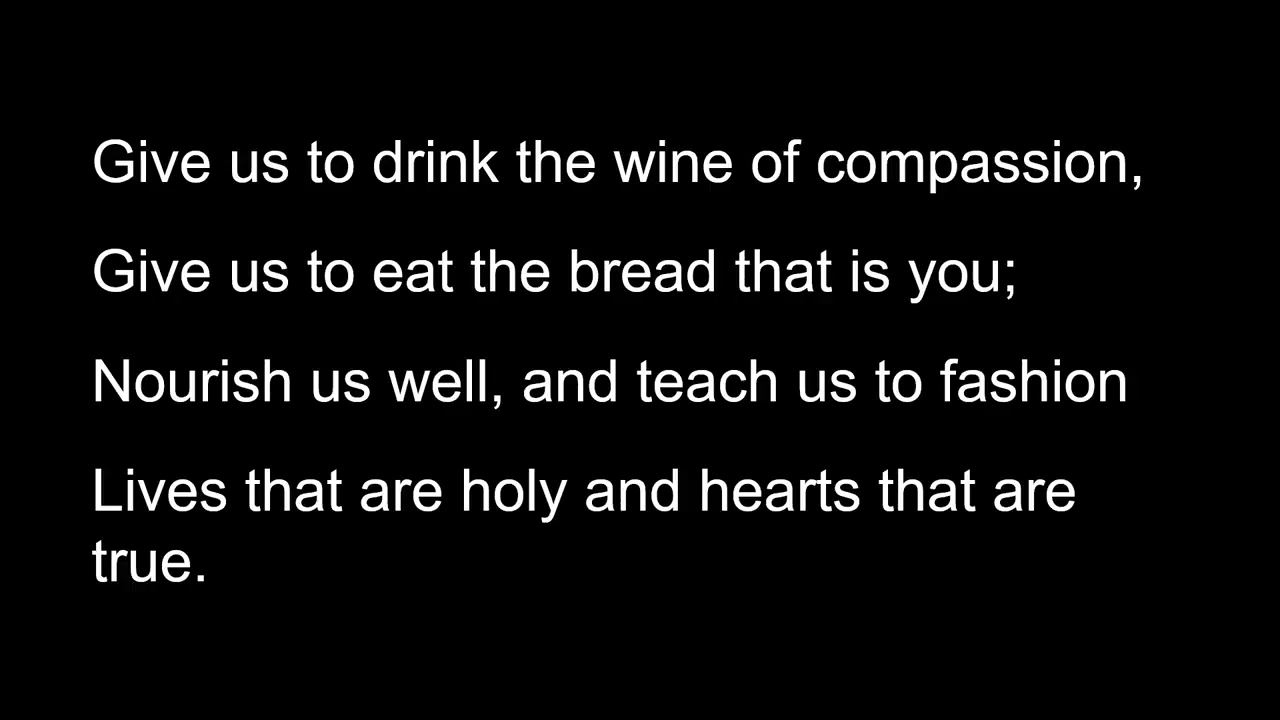 Give us to drink the wine of compassion,
Give us to eat the bread that is you;
Nourish us well, and teach us to fashion
Lives that are holy and hearts that are
true.